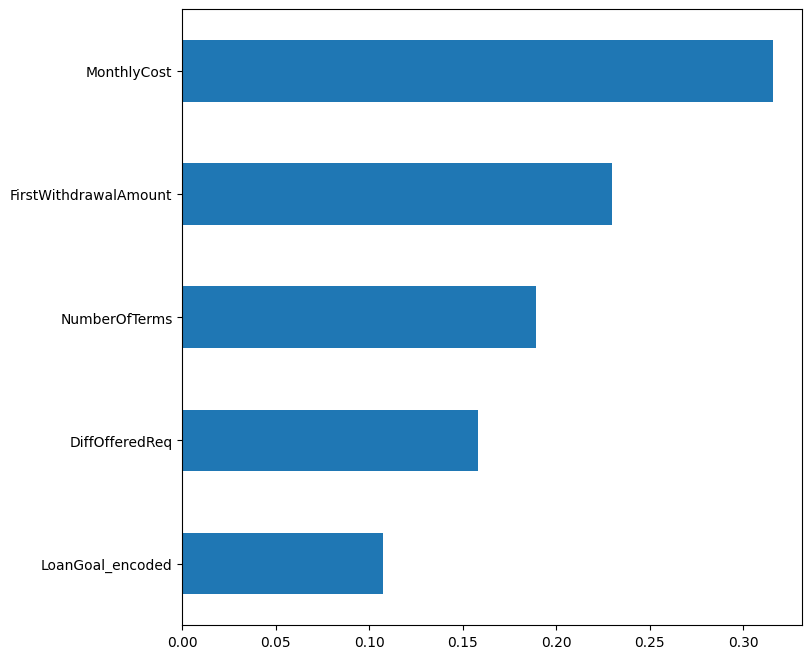 MonthlyCost
FirstWithdrawalAmount
NumberOfTerms
DiffOfferedReq
LoanGoal_encoded
0.00 0.05 0.10 0.15 0.20 0.25 0.30